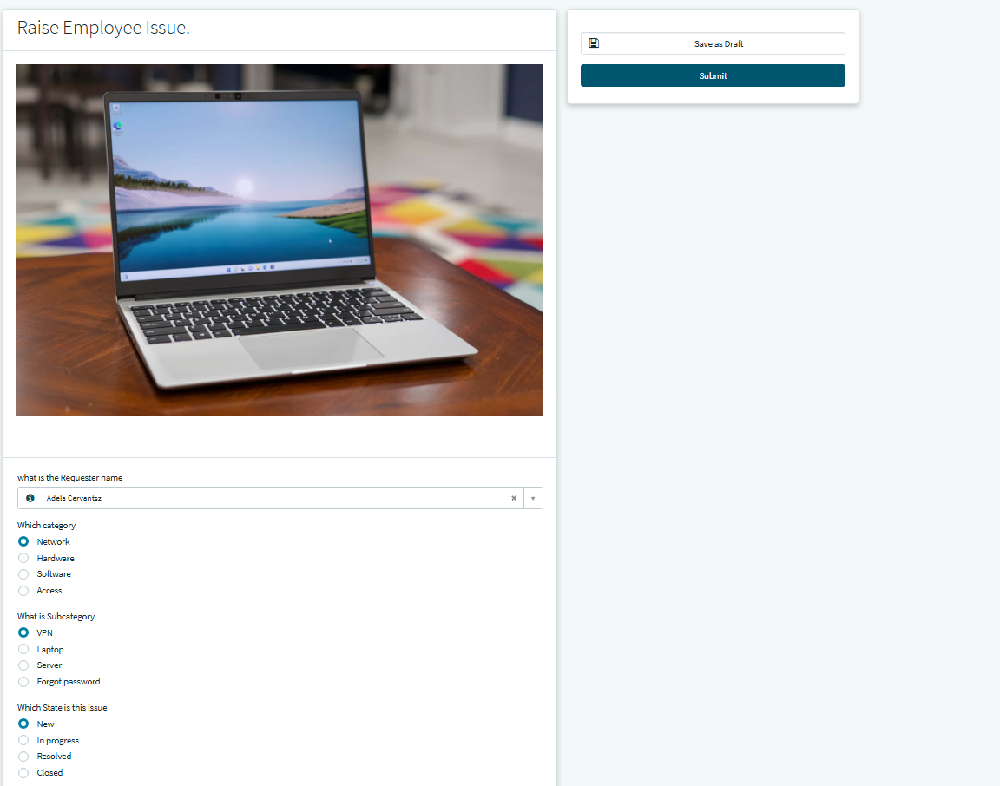 Raise Employee Issue.
Save as Draft
Submit
what is the Requester name
Adela Cervantsz
Which category
Network
Hardware
Software
Access
What is Subcategory
VPN
Laptop
Server
Forgot password
Which State is this issue
New
In progress
Resolved
Closed